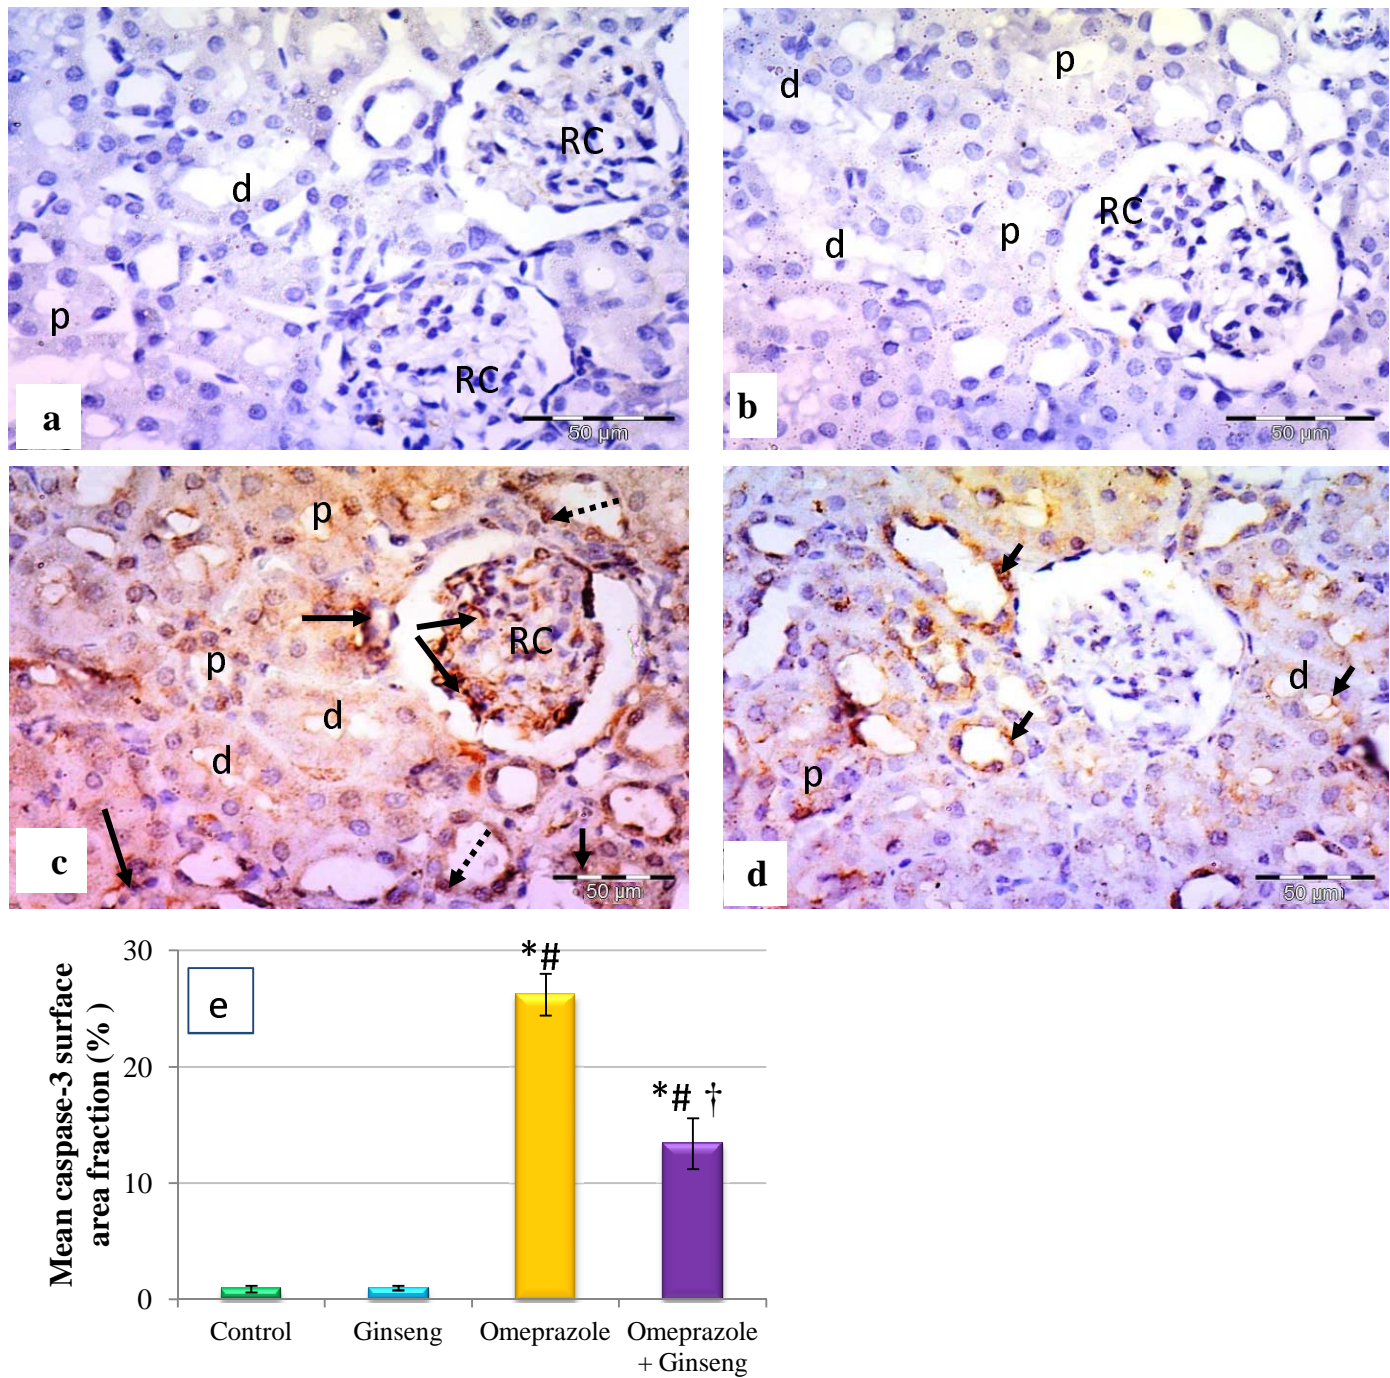 RC
d
p
RC
a
50 µm
p
d
RC
p
d
b
50 µm
p
RC
p
d
d
c
50 µm
d
p
d
50 µm
30
*#
e
20
*# †
10
0
Mean caspase-3 surface
area fraction (% )
Control
Ginseng
Omeprazole
Omeprazole
+ Ginseng